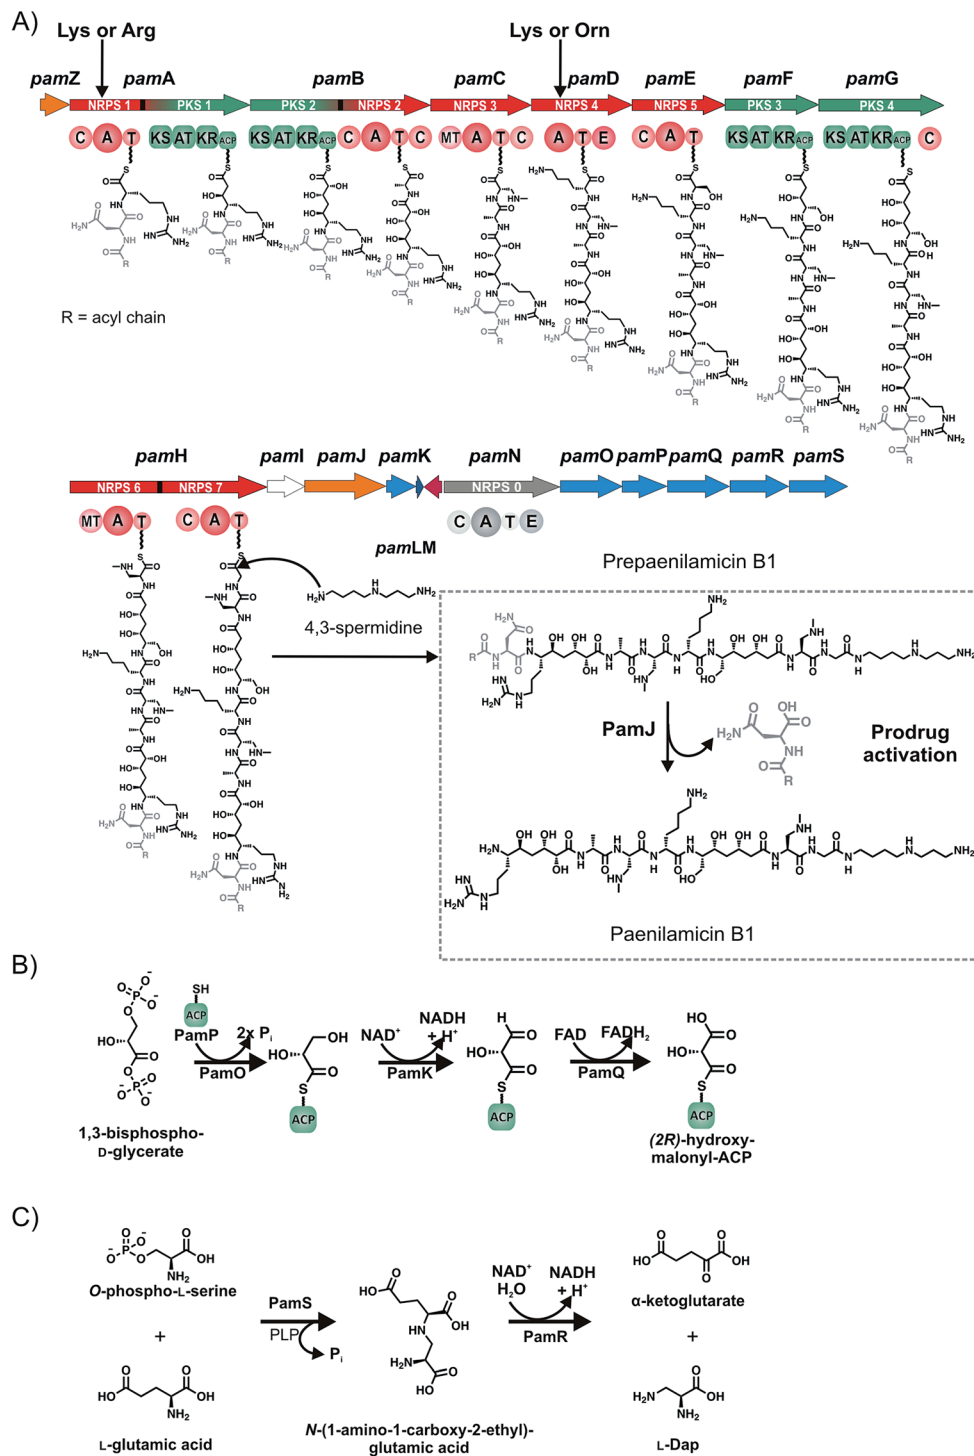 A)
Lys or Arg
Lys or Orn
pamZ pamA pamB pamC pamD pamE pamF pamG
NRPS 1 PKS 1 PKS 2 NRPS 2 NRPS 3 NRPS 4 NRPS 5 PKS 3 PKS 4
C A T KS AT KR ACP KS AT KR ACP C A T C MT A T C A T E C A T KS AT KR ACP KS AT KR ACP C
R = acyl chain
pamH pamI pamJ pamK pamN pamO pamP pamQ pamR pamS
NRPS 6 NRPS 7 NRPS 0
MT A T C A T C A T E
pamLM
Prepaenilamicin B1
4,3-spermidine
PamJ
Prodrug
activation
Paenilamicin B1
B)
SH
ACP
PamP
2x Pi
PamO
NAD+
NADH
+ H+
PamK
FAD
FADH2
PamQ
ACP
ACP
ACP
1,3-bisphospho-
D-glycerate
(2R)-hydroxy-
malonyl-ACP
C)
O-phospho-L-serine
+
L-glutamic acid
PamS
PLP
Pi
N-(1-amino-1-carboxy-2-ethyl)-
glutamic acid
NAD+
H2O
NADH
+ H+
PamR
α-ketoglutarate
+
L-Dap